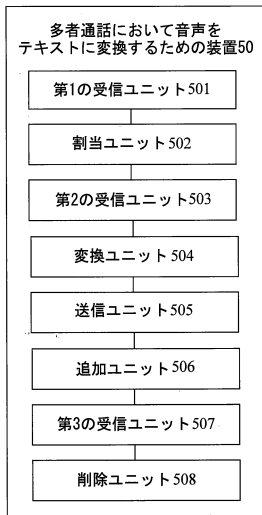 多者通話において音声を
テキストに変換するための装置50
第1の受信ユニット501
割当ユニット502
第2の受信ユニット503
変換ユニット504
送信ユニット505
追加ユニット506
第3の受信ユニット507
削除ユニット508